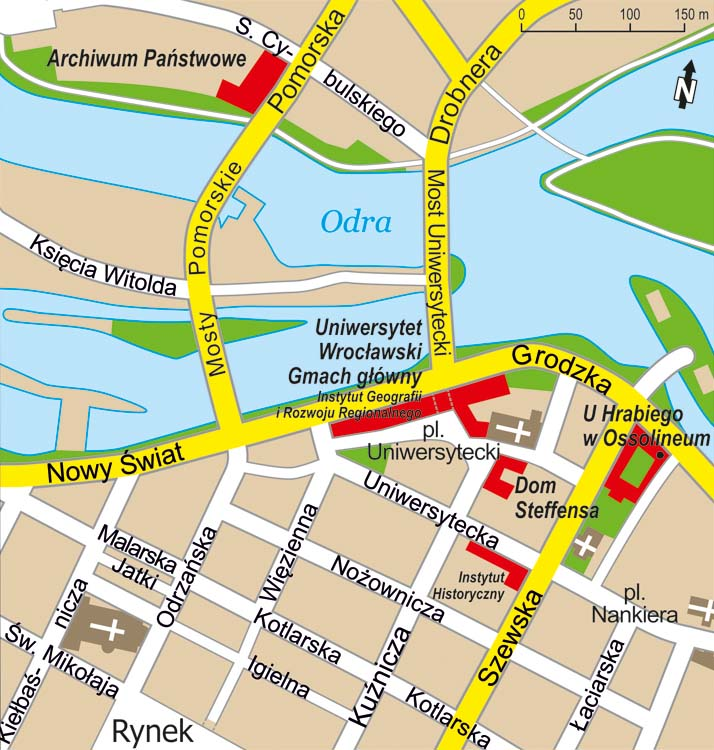 0 50 100 150 m
N
S. Cy-
bulskiego
Archiwum Państwowe
Pomorska
Drobnera
Mosty Pomorskie
Odra
Most Uniwersytecki
Księcia Witolda
Uniwersytet
Wrocławski
Gmach główny
Instytut Geografii
i Rozwoju Regionalnego
Grodzka
U Hrabiego
w Ossolineum
pl.
Uniwersytecki
Nowy Świat
Dom
Steffensa
Uniwersytecka
Malarska
Jatki
Odrzańska
Więzienna
Nożownicza
Instytut
Historyczny
pl.
Nankiera
Kiełbaś-
nicza
Św. Mikołaja
Kotlarska
Igielna
Kuźnicza
Kotlarska
Szewska
Łaciarska
Rynek